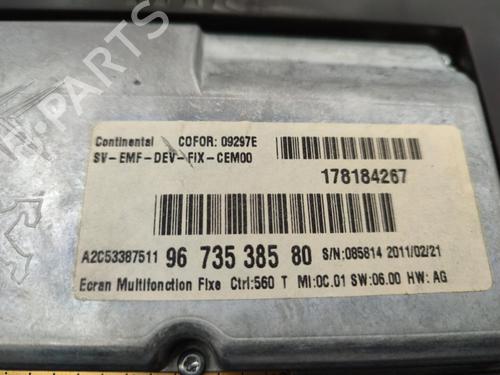 B-PARTS
Continental COFOR: 09297E
SV-EMF-DEV-FIX-CEM00
178184267
A2C53387511 96 735 385 80 S/N:085814 2011/02/21
Ecran Multifonction Fixe Ctrl:560 T MI:0C.01 SW:06.00 HW: AG